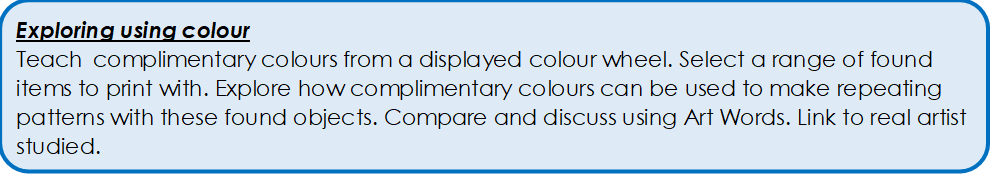 Exploring using colour
Teach  complimentary colours from a displayed colour wheel. Select a range of found
items to print with. Explore how complimentary colours can be used to make repeating
patterns with these found objects. Compare and discuss using Art Words. Link to real artist
studied.